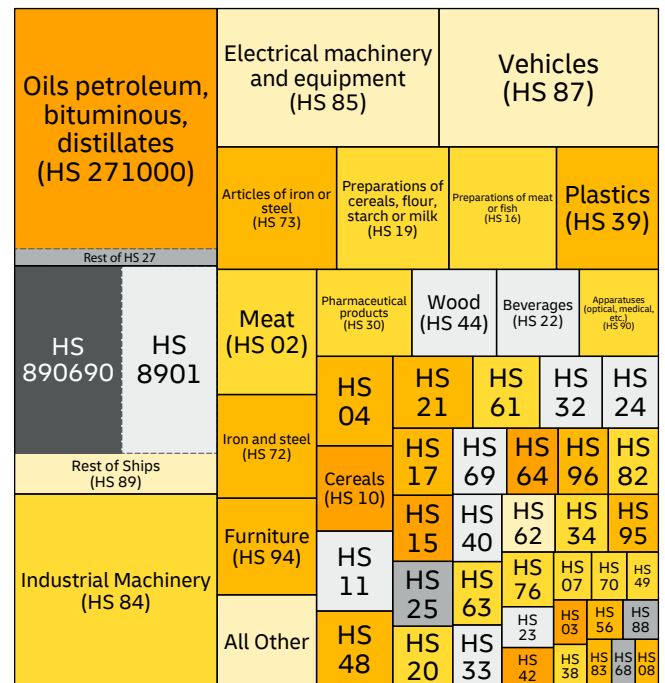 Oils petroleum,
bituminous,
distillates
(HS 271000)
Rest of HS 27
HS
890690
HS
8901
Rest of Ships
(HS 89)
Industrial Machinery
(HS 84)
Electrical machinery
and equipment
(HS 85)
Vehicles
(HS 87)
Articles of iron or
steel
(HS 73)
Preparations of
cereals, flour,
starch or milk
(HS 19)
Preparations of meat
or fish
(HS 16)
Plastics
(HS 39)
Meat
(HS 02)
Iron and steel
(HS 72)
Furniture
(HS 94)
All Other
Pharmaceutical
products
(HS 30)
Wood
(HS 44)
Beverages
(HS 22)
Apparatuses
(optical, medical,
etc.)
(HS 90)
HS
04
Cereals
(HS 10)
HS
11
HS
48
HS
21
HS
61
HS
32
HS
24
HS
17
HS
69
HS
64
HS
96
HS
82
HS
15
HS
40
HS
62
HS
34
HS
95
HS
25
HS
63
HS
76
HS
07
HS
70
HS
49
HS
20
HS
33
HS
23
HS
42
HS
03
HS
56
HS
88
HS
38
HS
83
HS
68
HS
08